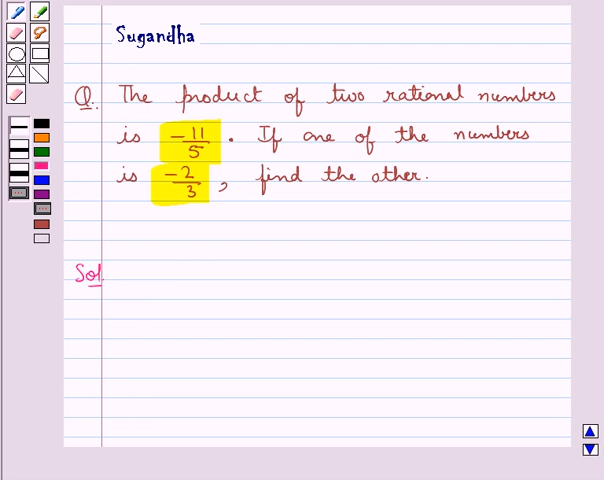 Sugandha
Q. The product of two rational numbers
is -11/5 . If one of the numbers
is -2/3 , find the other.
Sol.